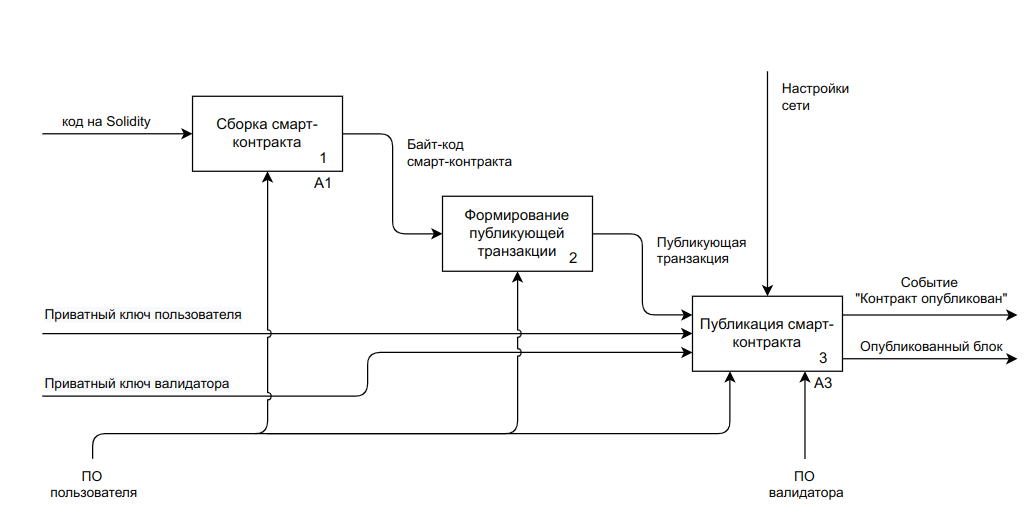 Настройки
сети
код на Solidity
Сборка смарт-
контракта
1
A1
Байт-код
смарт-контракта
Формирование
публикующей
транзакции
2
Публикующая
транзакция
Событие
"Контракт опубликован"
Приватный ключ пользователя
Публикация смарт-
контракта
3
A3
Опубликованный блок
Приватный ключ валидатора
ПО
пользователя
ПО
валидатора